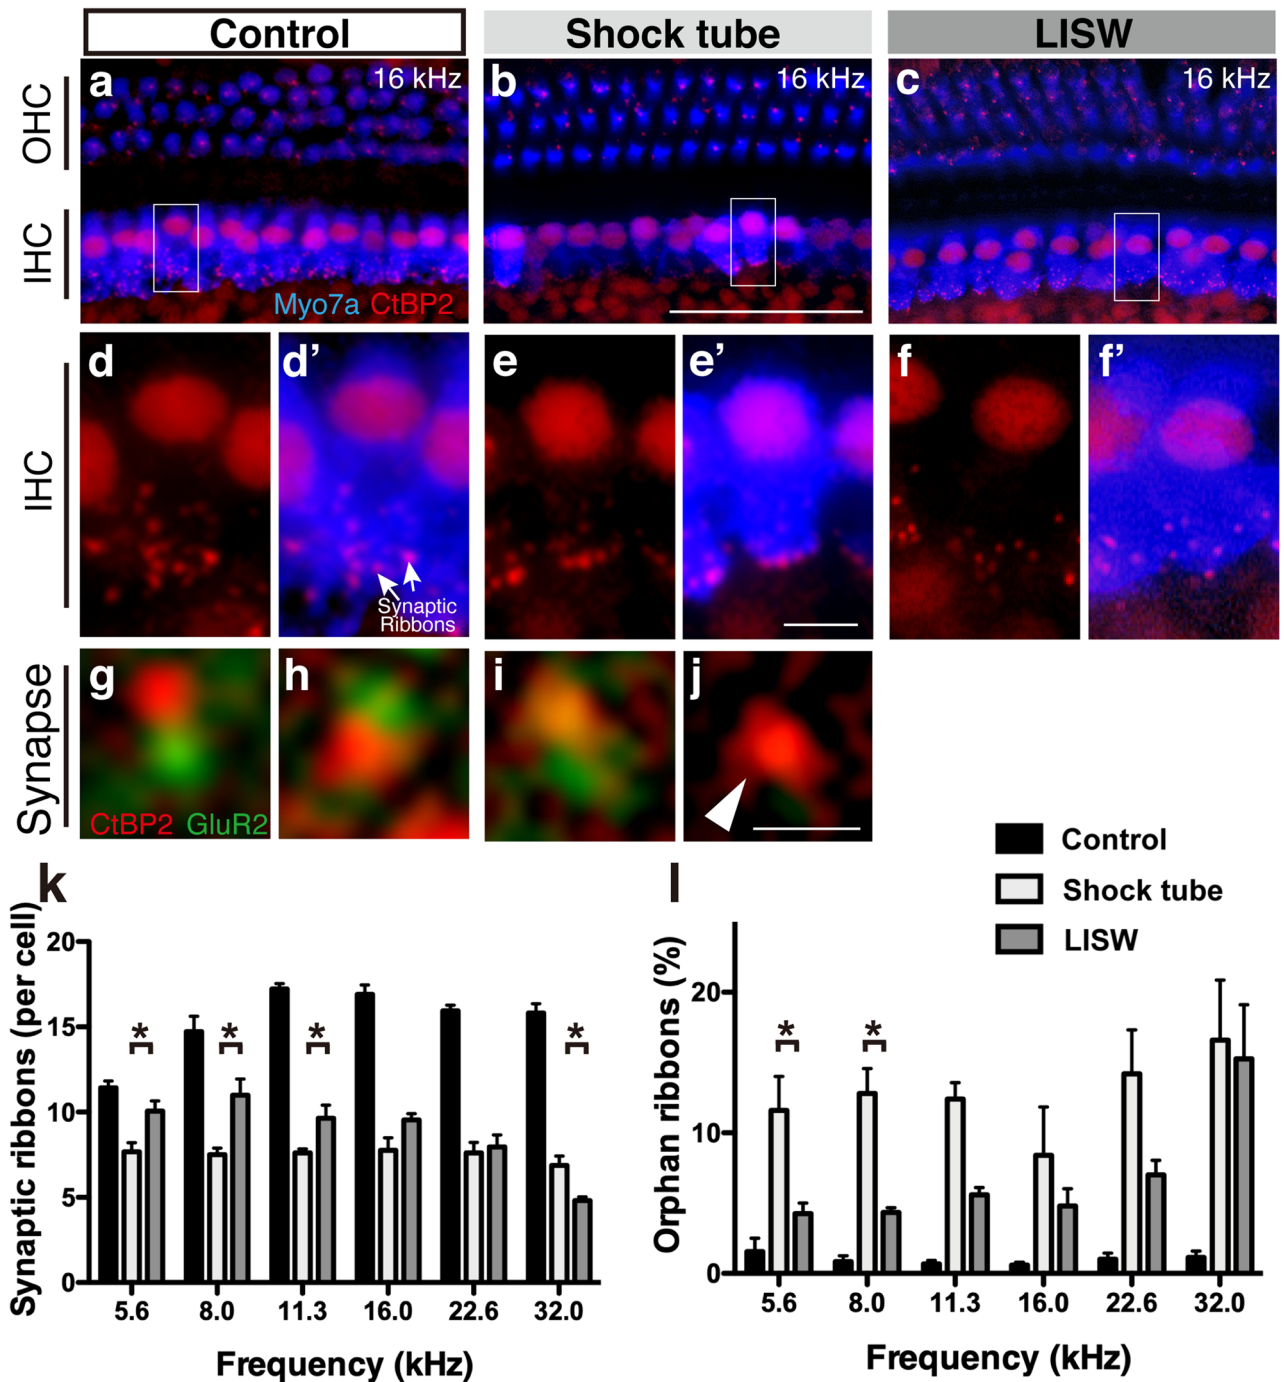 Control
Shock tube
LISW
OHC
IHC
a
16 kHz
Myo7a CtBP2
b
16 kHz
c
16 kHz
IHC
d
d’
Synaptic
Ribbons
e
e’
f
f’
Synapse
g
CtBP2 GluR2
h
i
j
Control
Shock tube
LISW
k
Synaptic ribbons (per cell)
20
15
10
5
0
* * * *
5.6 8.0 11.3 16.0 22.6 32.0
Frequency (kHz)
l
Orphan ribbons (%)
20
10
0
* *
5.6 8.0 11.3 16.0 22.6 32.0
Frequency (kHz)